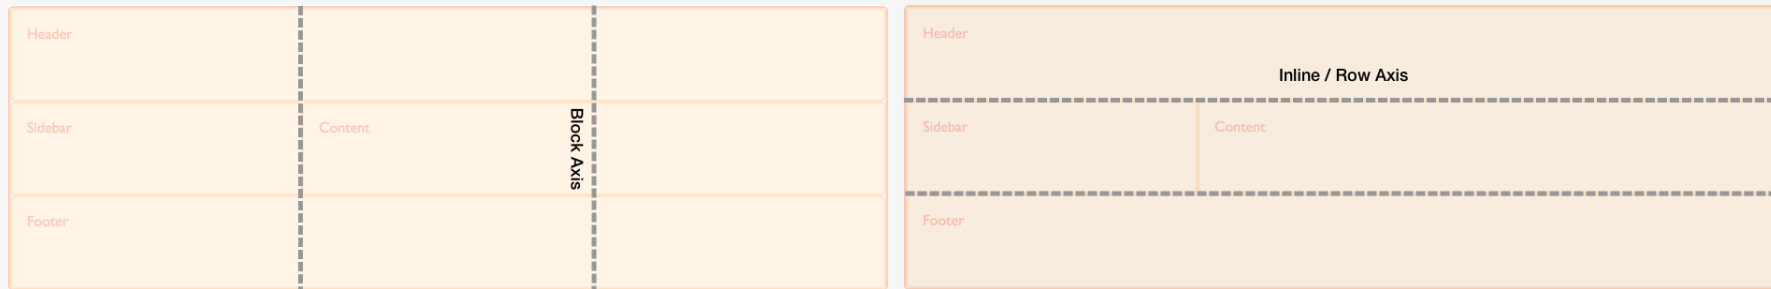 Header
Sidebar
Content
Block Axis
Footer
Header
Inline / Row Axis
Sidebar
Content
Footer